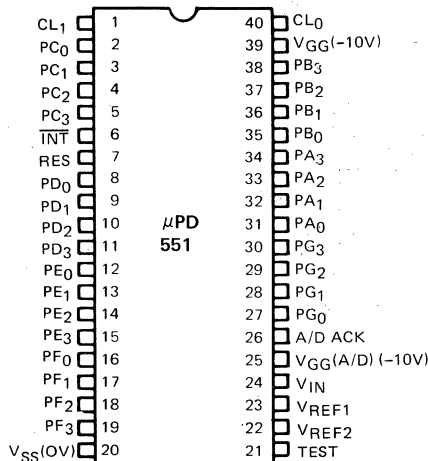 CL1 1 40 CL0
PC0 2 39 VGG(-10V)
PC1 3 38 PB3
PC2 4 37 PB2
PC3 5 36 PB1
INT 6 35 PB0
RES 7 34 PA3
PD0 8 33 PA2
PD1 9 32 PA1
PD2 10 μPD 31 PA0
PD3 11 551 30 PG3
PE0 12 29 PG2
PE1 13 28 PG1
PE2 14 27 PG0
PE3 15 26 A/D ACK
PF0 16 25 VGG(A/D) (-10V)
PF1 17 24 VIN
PF2 18 23 VREF1
PF3 19 22 VREF2
VSS(OV) 20 21 TEST